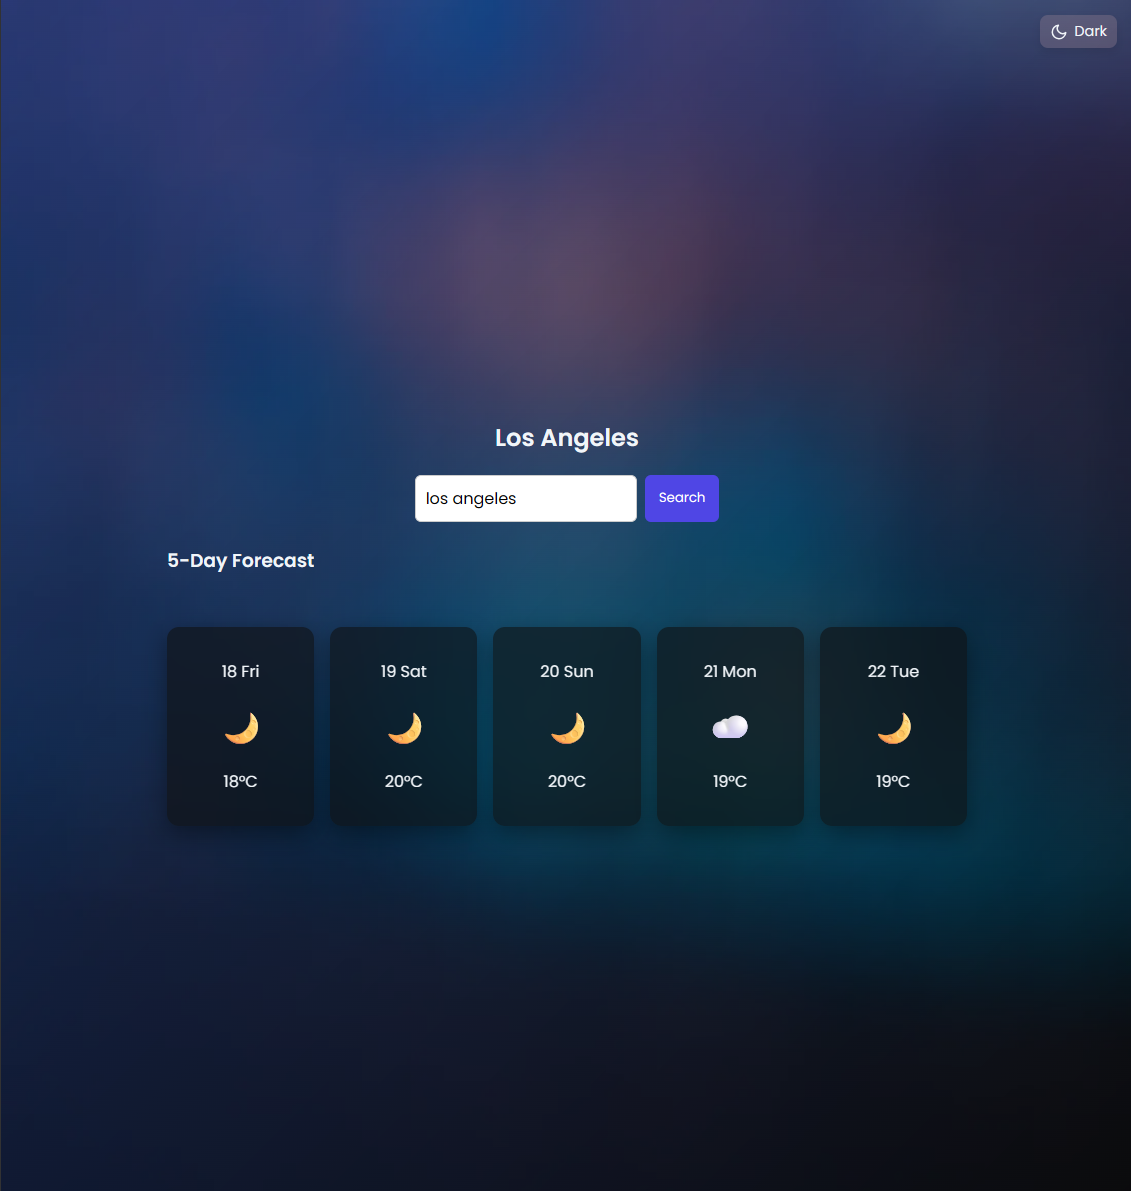 Dark
Los Angeles
los angeles
Search
5-Day Forecast
18 Fri
19 Sat
20 Sun
21 Mon
22 Tue
18°C
20°C
20°C
19°C
19°C